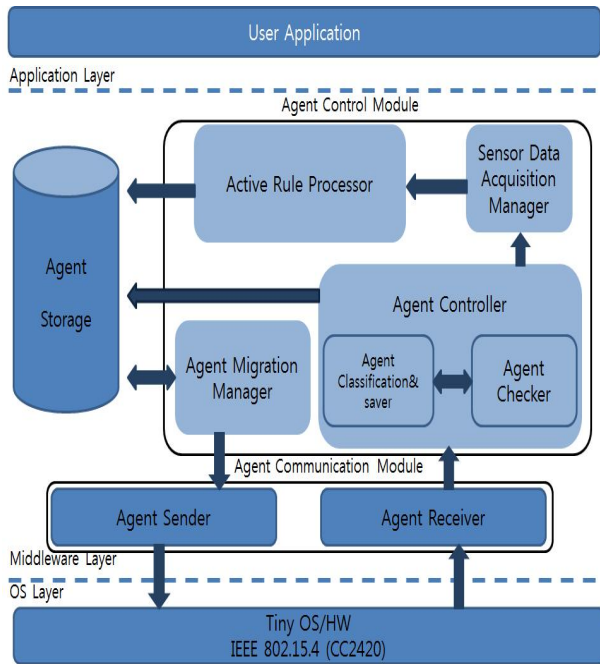 User Application
Application Layer
Agent Control Module
Active Rule Processor
Sensor Data
Acquisition
Manager
Agent
Storage
Agent Controller
Agent Migration
Manager
Agent
Classification&
saver
Agent
Checker
Agent Communication Module
Agent Sender
Agent Receiver
Middleware Layer
OS Layer
Tiny OS/HW
IEEE 802.15.4 (CC2420)